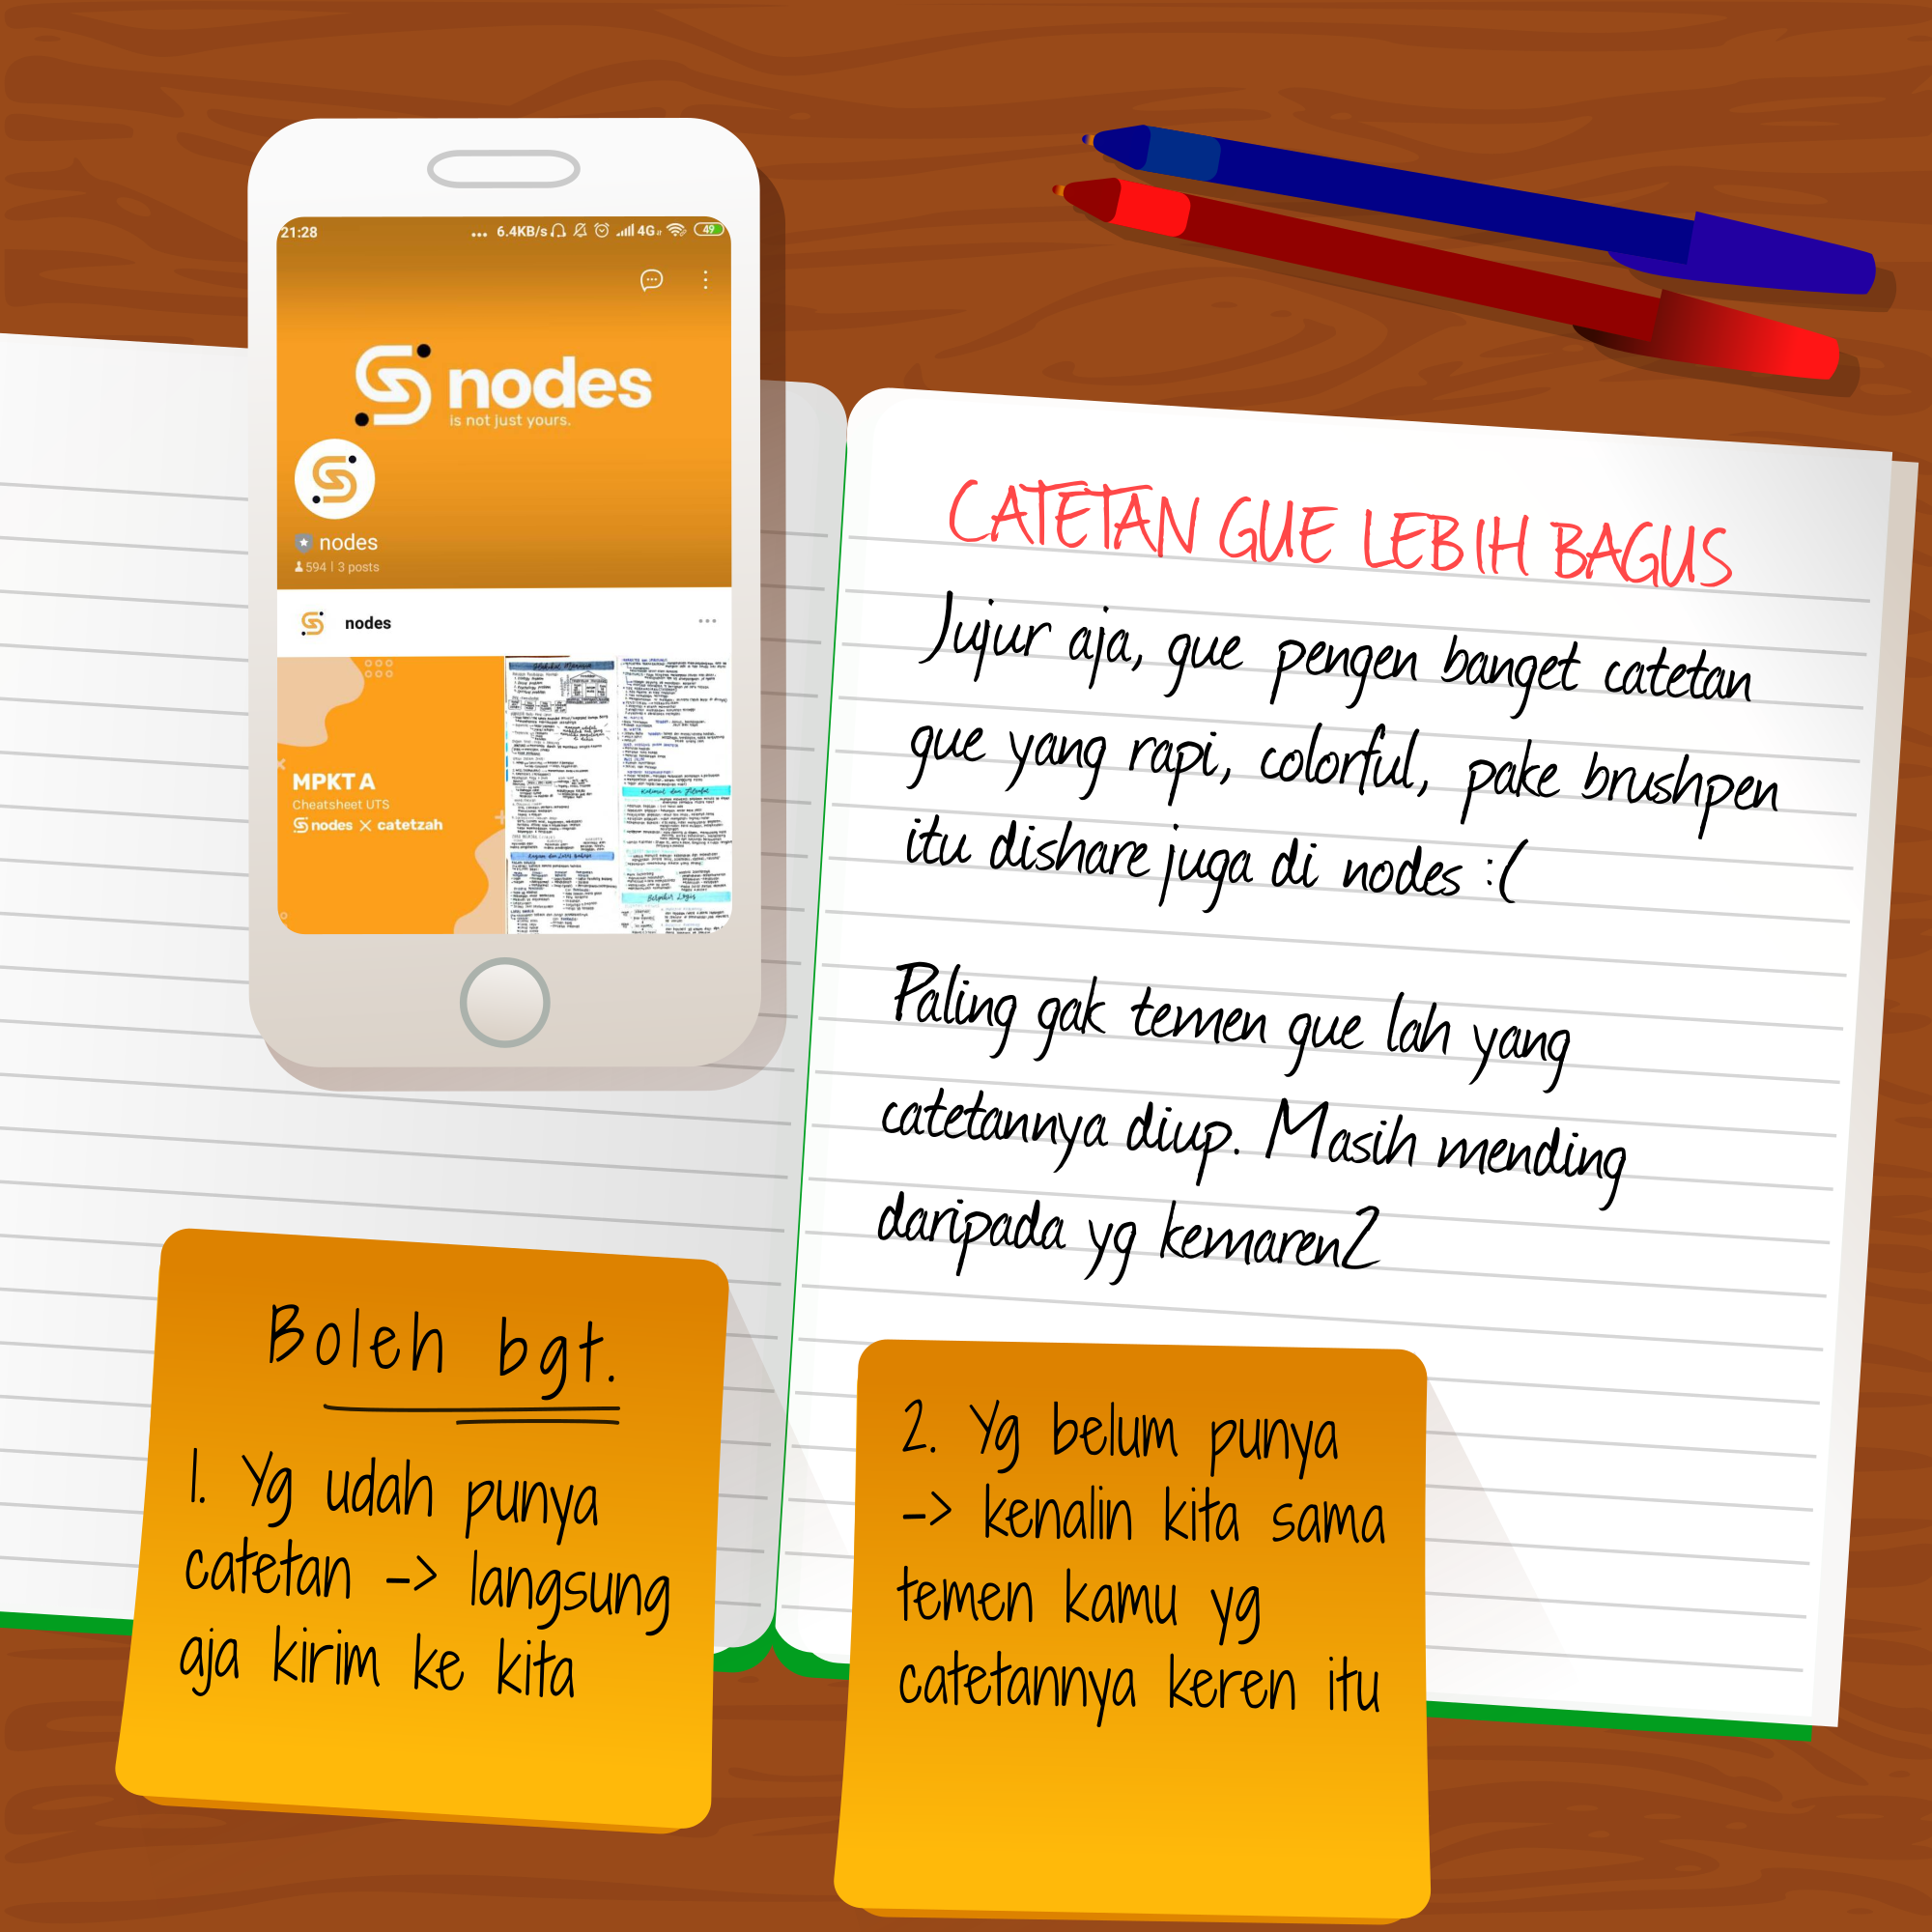 21:28
... 6.4KB/s 4G 49
nodes
is not just yours.
nodes
594 | 3 posts
nodes
MPKT A
Cheatsheet UTS
nodes X catetzah
CATETAN GUE LEBIH BAGUS
Jujur aja, gue pengen banget catetan
gue yang rapi, colorful, pake brushpen
itu dishare juga di nodes :(
Paling gak temen gue lah yang
catetannya diup. Masih mending
daripada yg kemaren2
Boleh bgt.
1. Yg udah punya
catetan -> langsung
aja kirim ke kita
2. Yg belum punya
-> kenalin kita sama
temen kamu yg
catetannya keren itu